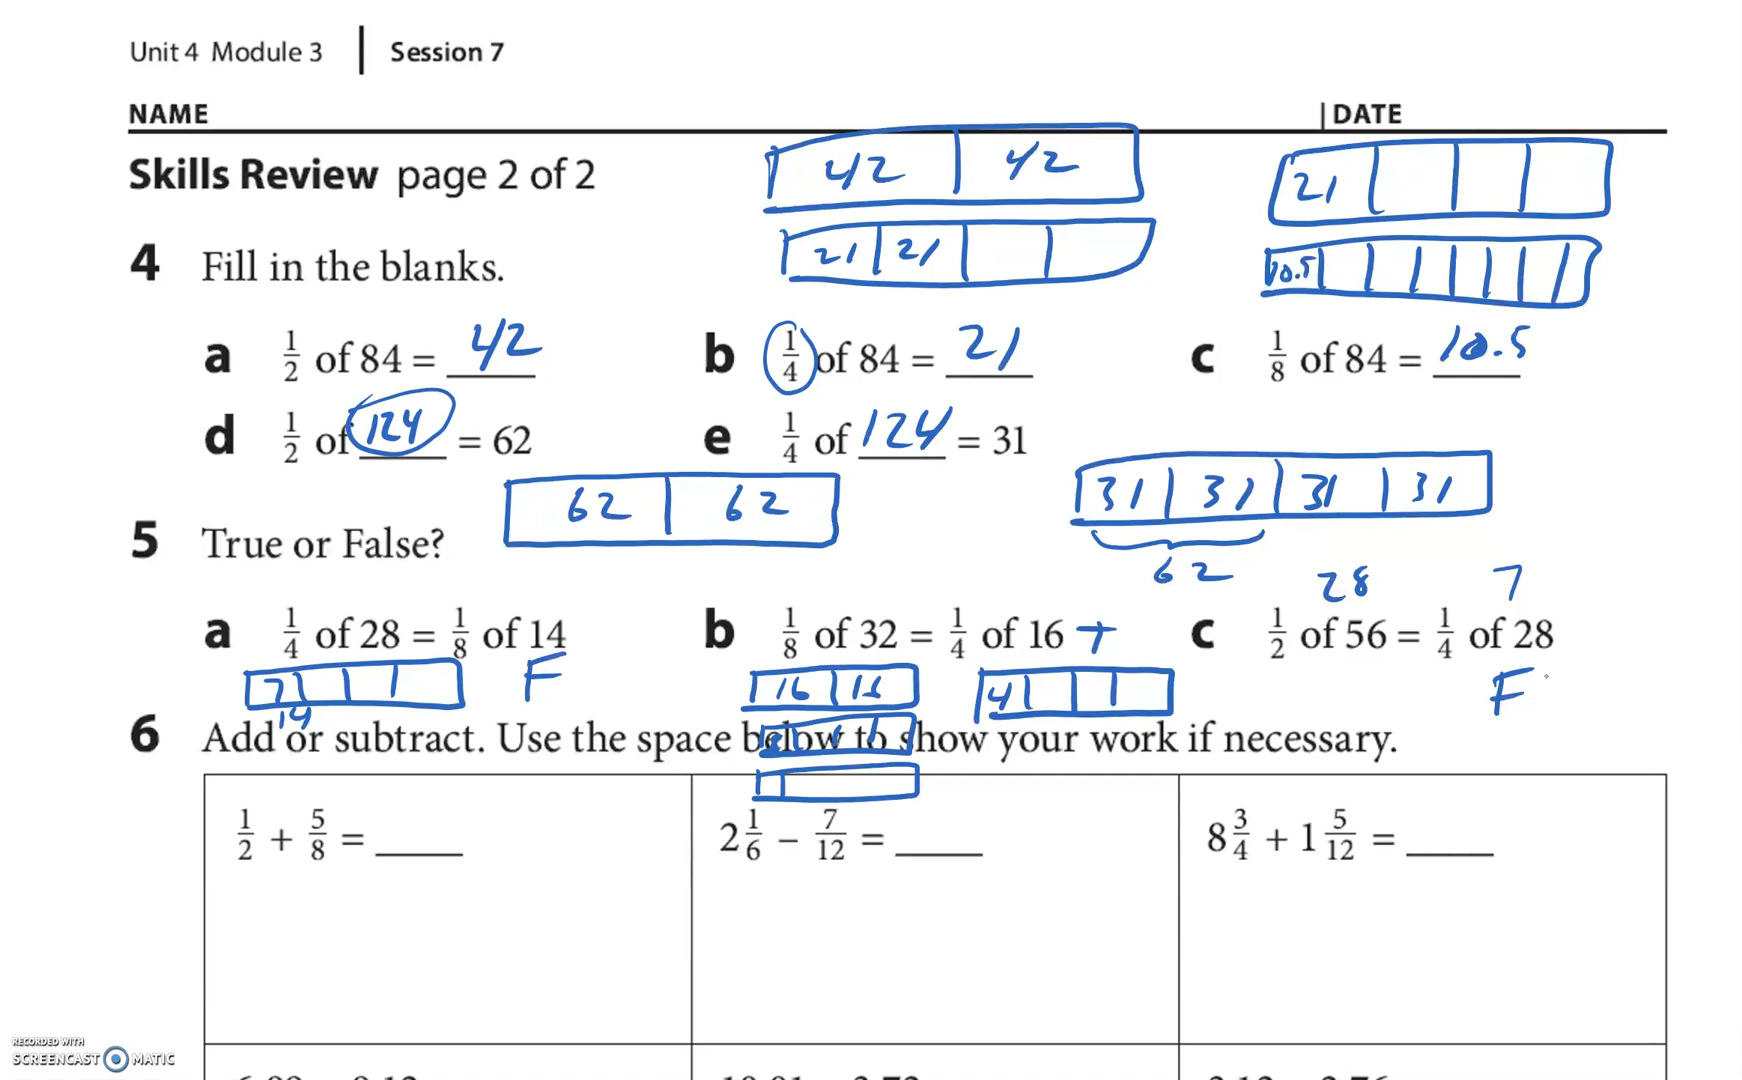 Unit 4 Module 3 | Session 7
NAME | DATE
Skills Review page 2 of 2
42 42
21
21 21
10.5
4 Fill in the blanks.
a 1/2 of 84 = 42
b 1/4 of 84 = 21
c 1/8 of 84 = 10.5
d 1/2 of 124 = 62
e 1/4 of 124 = 31
62 62
31 31 31 31
62
5 True or False?
28 7
a 1/4 of 28 = 1/8 of 14 F
b 1/8 of 32 = 1/4 of 16 T
c 1/2 of 56 = 1/4 of 28 F
7
14
16 16
4
6 Add or subtract. Use the space below to show your work if necessary.
1/2 + 5/8 = ____
2 1/6 – 7/12 = ____
8 3/4 + 1 5/12 = ____
RECORDED WITH
SCREENCAST MATIC